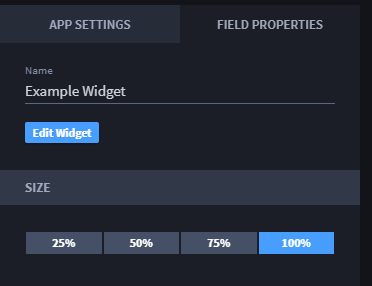 APP SETTINGS FIELD PROPERTIES
Name
Example Widget
Edit Widget
SIZE
25% 50% 75% 100%